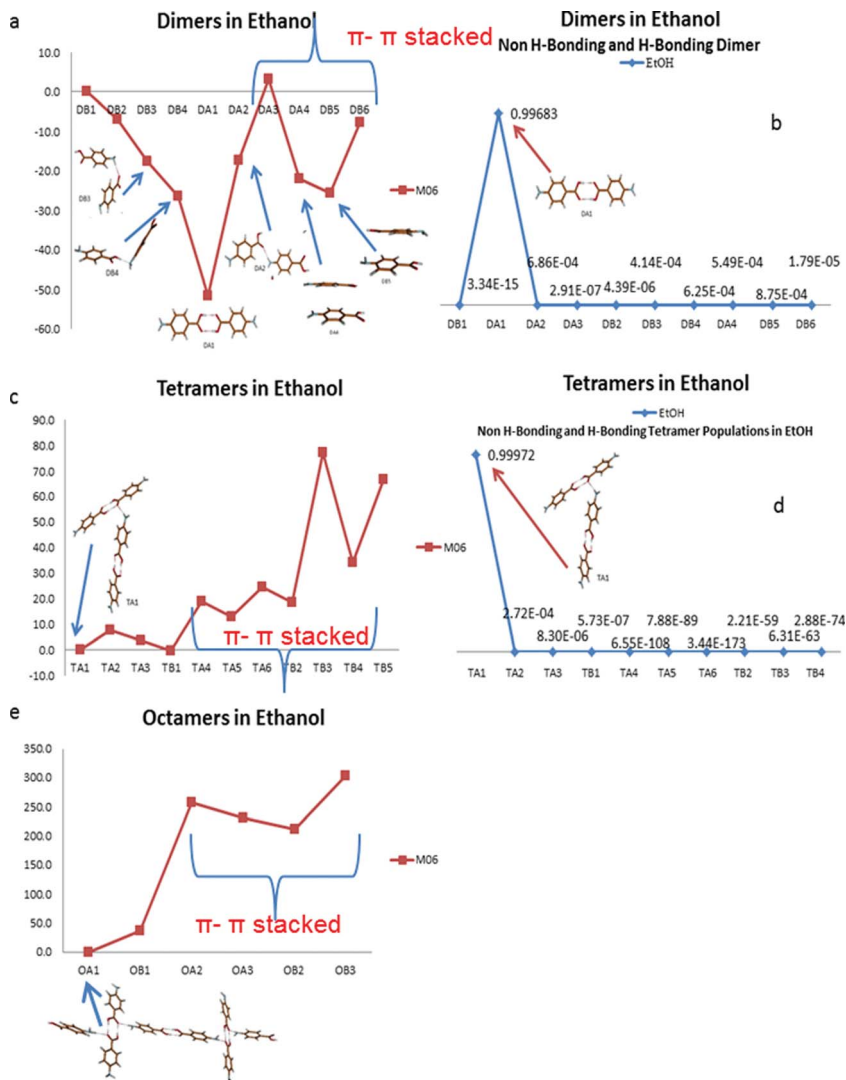 a
Dimers in Ethanol
π- π stacked
10.0
0.0
-10.0
-20.0
-30.0
-40.0
-50.0
-60.0
DB1 DB2 DB3 DB4 DA1 DA2 DA3 DA4 DB5 DB6
DB3
DB4
DA1
DA2
DA4
DB5
M06
Dimers in Ethanol
Non H-Bonding and H-Bonding Dimer
EtOH
b
0.99683
DA1
3.34E-15
6.86E-04
2.91E-07
4.39E-06
4.14E-04
6.25E-04
5.49E-04
8.75E-04
1.79E-05
DB1 DA1 DA2 DA3 DB2 DB3 DB4 DA4 DB5 DB6
c
Tetramers in Ethanol
90.0
80.0
70.0
60.0
50.0
40.0
30.0
20.0
10.0
0.0
-10.0
TA1
π- π stacked
TA1 TA2 TA3 TB1 TA4 TA5 TA6 TB2 TB3 TB4 TB5
M06
Tetramers in Ethanol
EtOH
Non H-Bonding and H-Bonding Tetramer Populations in EtOH
d
0.99972
TA1
2.72E-04
8.30E-06
5.73E-07
6.55E-108
7.88E-89
3.44E-173
2.21E-59
6.31E-63
2.88E-74
TA1 TA2 TA3 TB1 TA4 TA5 TA6 TB2 TB3 TB4
e
Octamers in Ethanol
350.0
300.0
250.0
200.0
150.0
100.0
50.0
0.0
π- π stacked
M06
OA1 OB1 OA2 OA3 OB2 OB3